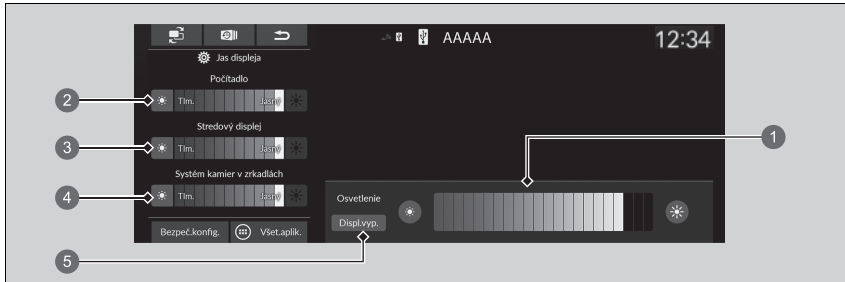 AAAAA
12:34
Jas displeja
Počítadlo
2
Tlm.
Jasný
Stredový displej
3
Tlm.
Jasný
1
Systém kamier v zrkadlách
4
Tlm.
Jasný
Osvetlenie
Displ.vyp.
Bezpeč.konfig.
Všet.aplik.
5